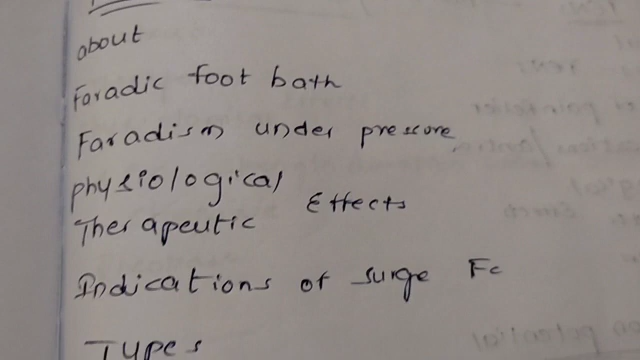 about
Faradic foot bath
Faradism under pressure
physiological
Therapeutic Effects
Indications of surge Fc
Types